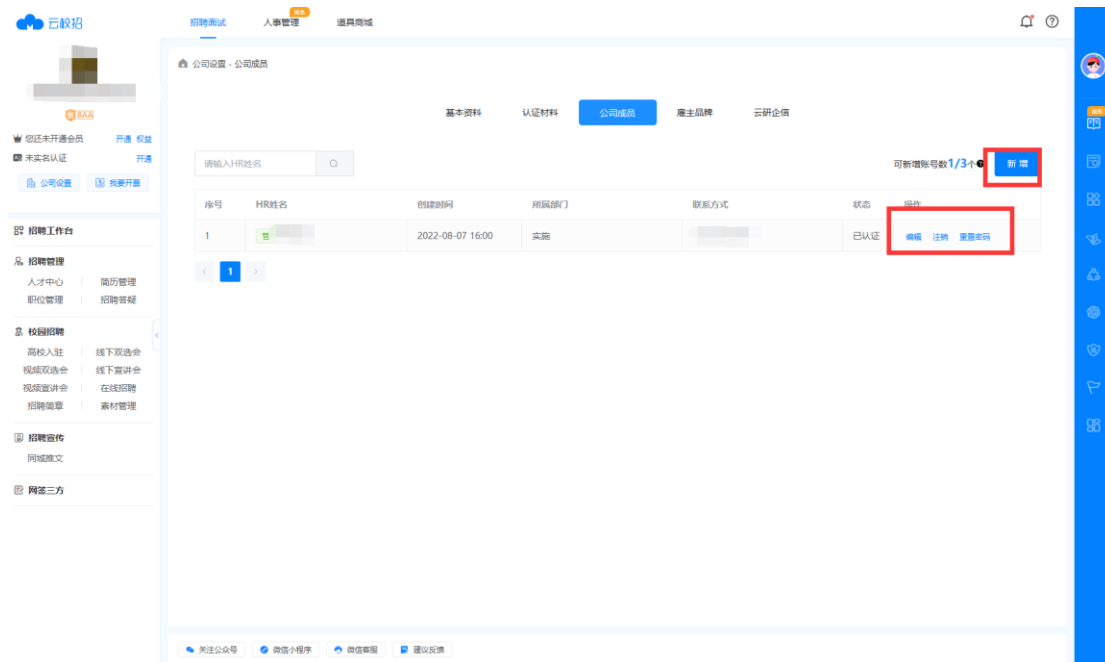 云校招
招聘面试 人事管理 道具商城
BAA
您还未开通会员 开通 权益
未实名认证 开通
公司设置 我要开票
招聘工作台
招聘管理
人才中心 简历管理
职位管理 招聘答疑
校园招聘
高校入驻 线下双选会
视频双选会 线下宣讲会
视频宣讲会 在线招聘
招聘简章 素材管理
招聘宣传
同城推文
网签三方
公司设置 - 公司成员
基本资料 认证材料 公司成员 雇主品牌 云研企信
请输入HR姓名 可新增账号数1/3个 新增
序号 HR姓名 创建时间 所属部门 联系方式 状态 操作
1 管 2022-08-07 16:00 实施 已认证 编辑 注销 重置密码
< 1 >
关注公众号 微信小程序 微信客服 建议反馈